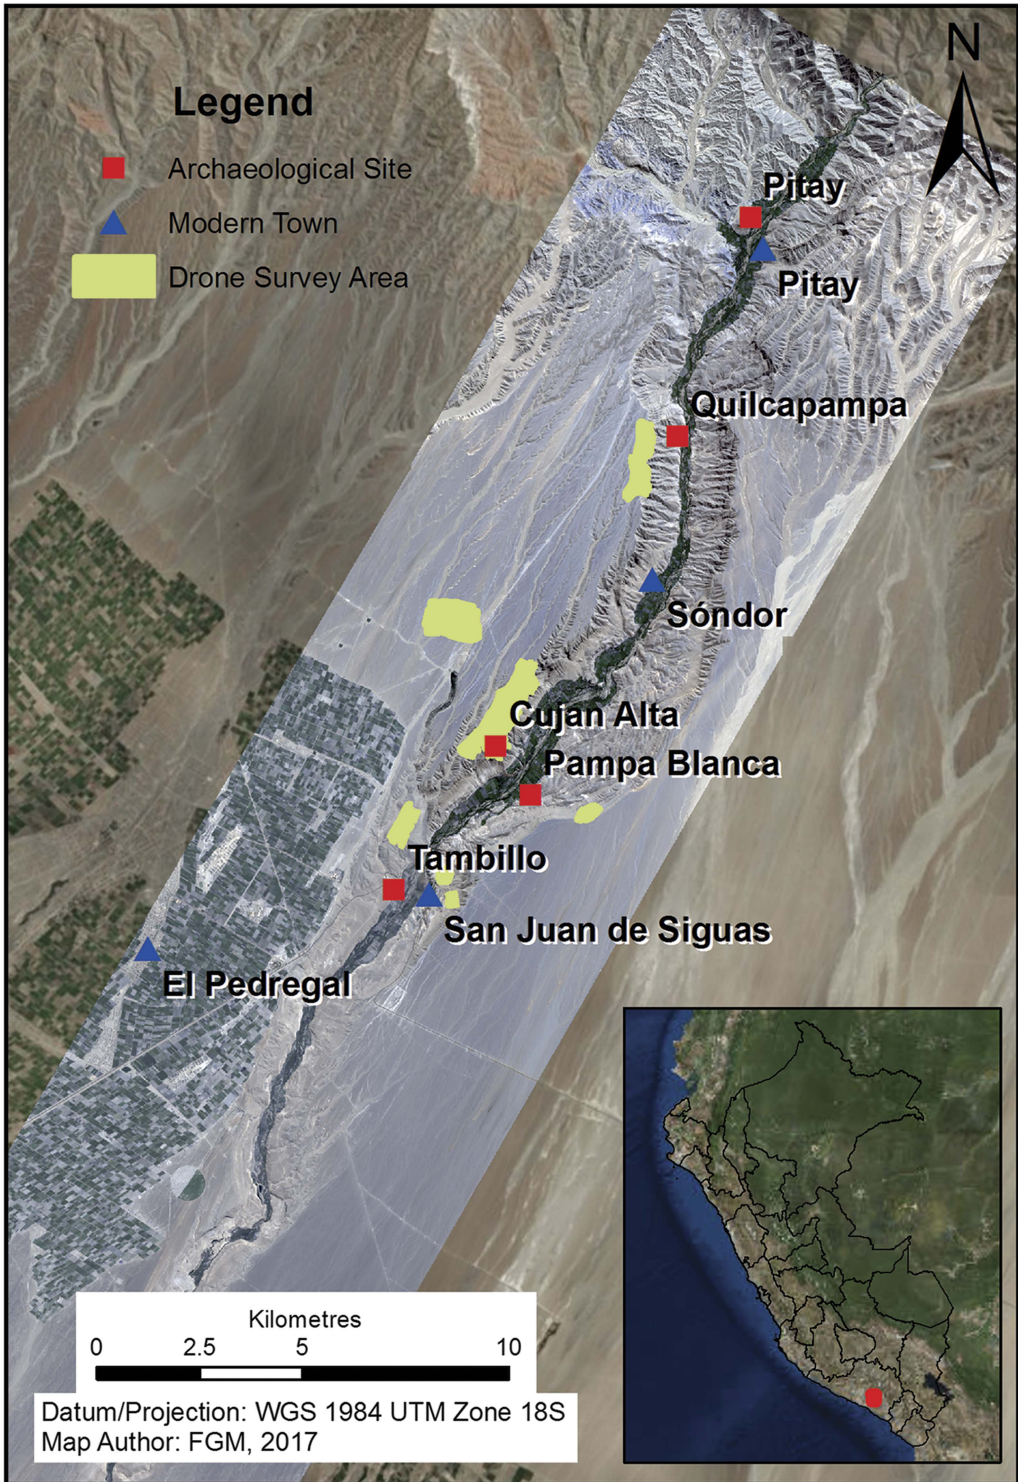 N
Legend
Archaeological Site
Modern Town
Drone Survey Area
Pitay
Pitay
Quilcapampa
Sóndor
Cujan Alta
Pampa Blanca
Tambillo
San Juan de Siguas
El Pedregal
Kilometres
0 2.5 5 10
Datum/Projection: WGS 1984 UTM Zone 18S
Map Author: FGM, 2017